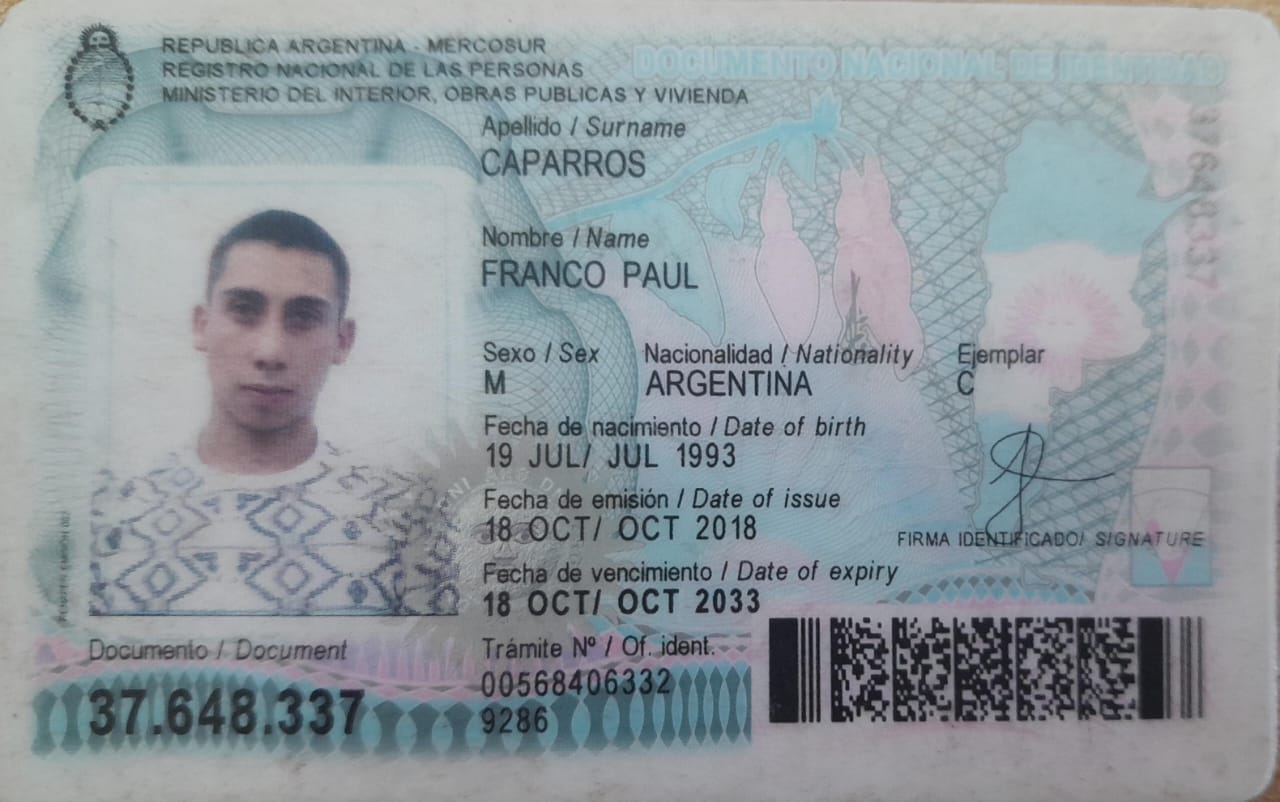 REPUBLICA ARGENTINA - MERCOSUR
REGISTRO NACIONAL DE LAS PERSONAS
MINISTERIO DEL INTERIOR, OBRAS PUBLICAS Y VIVIENDA
DOCUMENTO NACIONAL DE IDENTIDAD
Apellido / Surname
CAPARROS
Nombre / Name
FRANCO PAUL
Sexo / Sex Nacionalidad / Nationality Ejemplar
M ARGENTINA C
Fecha de nacimiento / Date of birth
19 JUL/ JUL 1993
Fecha de emisión / Date of issue
18 OCT/ OCT 2018
FIRMA IDENTIFICADO/ SIGNATURE
Fecha de vencimiento / Date of expiry
18 OCT/ OCT 2033
Documento / Document
37.648.337
Trámite Nº / Of. ident.
00568406332
9286
37648337